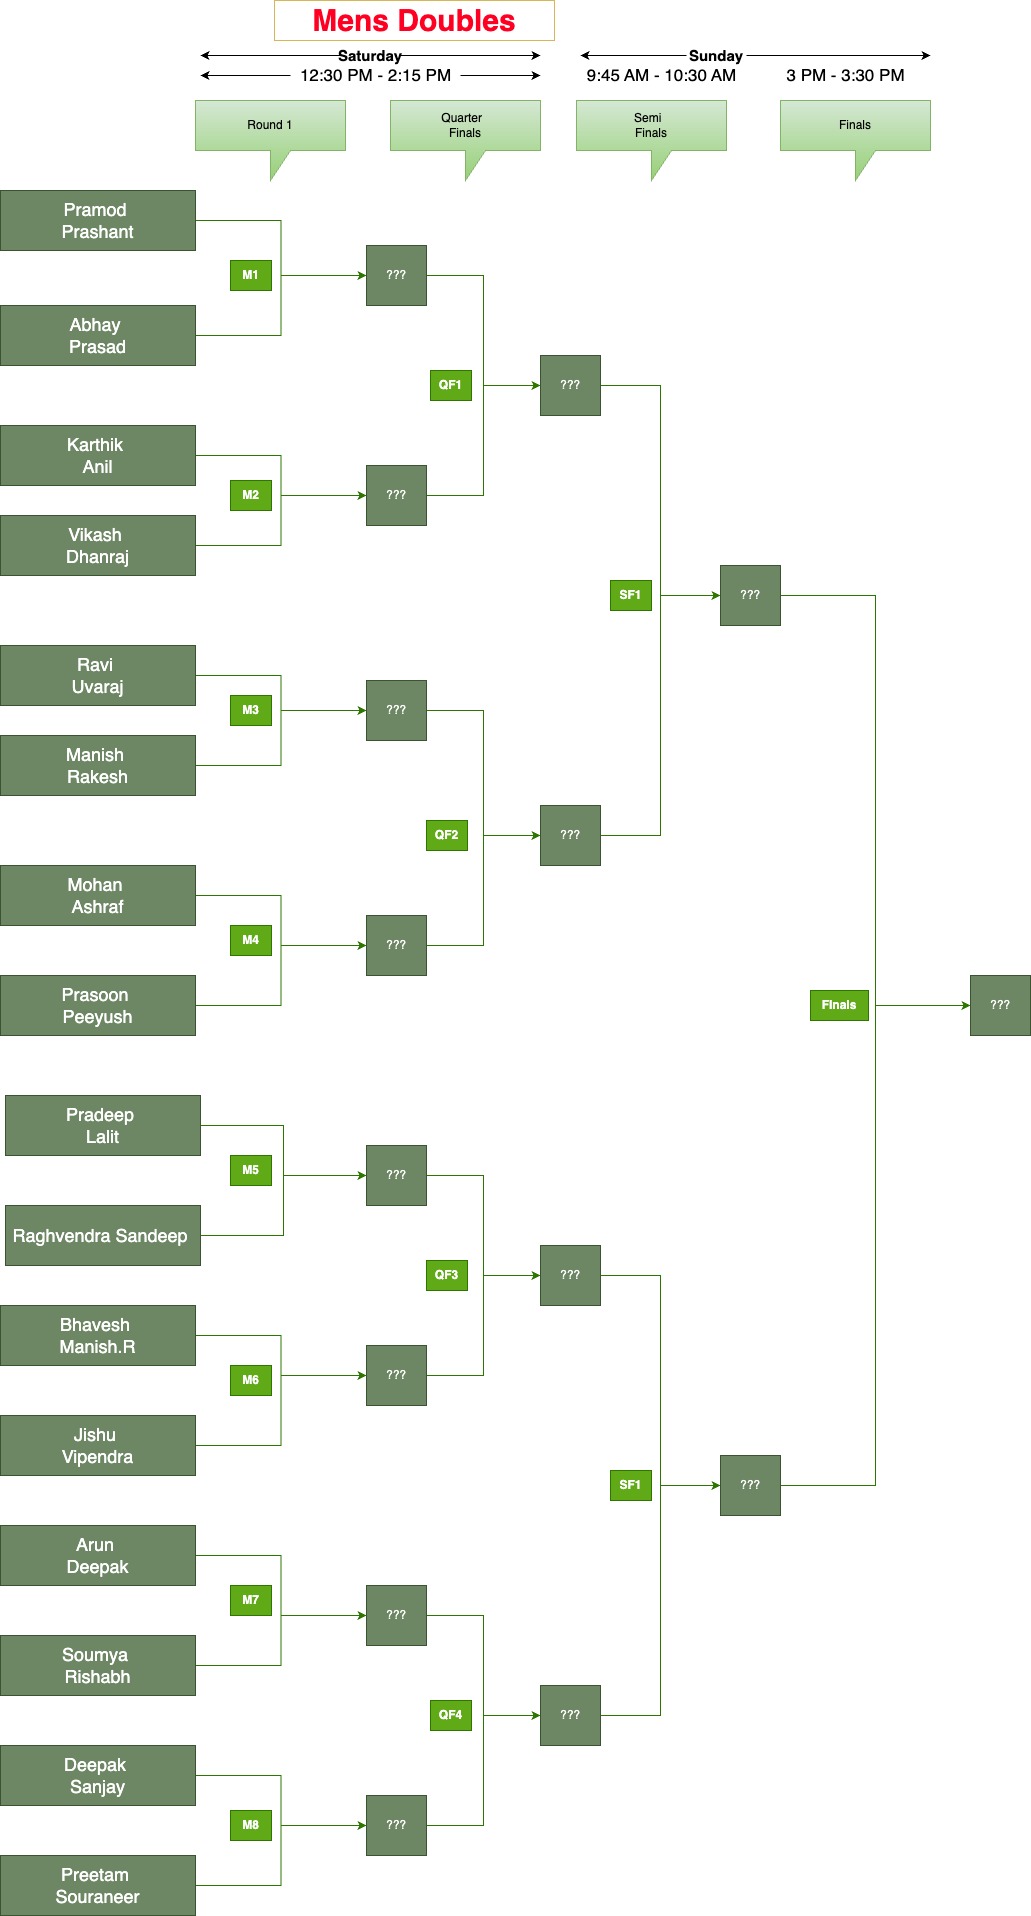 Mens Doubles
Saturday
Sunday
12:30 PM - 2:15 PM
9:45 AM - 10:30 AM
3 PM - 3:30 PM
Round 1
Quarter
Finals
Semi
Finals
Finals
Pramod
Prashant
M1
???
Abhay
Prasad
QF1
???
Karthik
Anil
M2
???
Vikash
Dhanraj
SF1
???
Ravi
Uvaraj
M3
???
Manish
Rakesh
QF2
???
Mohan
Ashraf
M4
???
Prasoon
Peeyush
FInals
???
Pradeep
Lalit
M5
???
Raghvendra Sandeep
QF3
???
Bhavesh
Manish.R
M6
???
Jishu
Vipendra
SF1
???
Arun
Deepak
M7
???
Soumya
Rishabh
QF4
???
Deepak
Sanjay
M8
???
Preetam
Souraneer